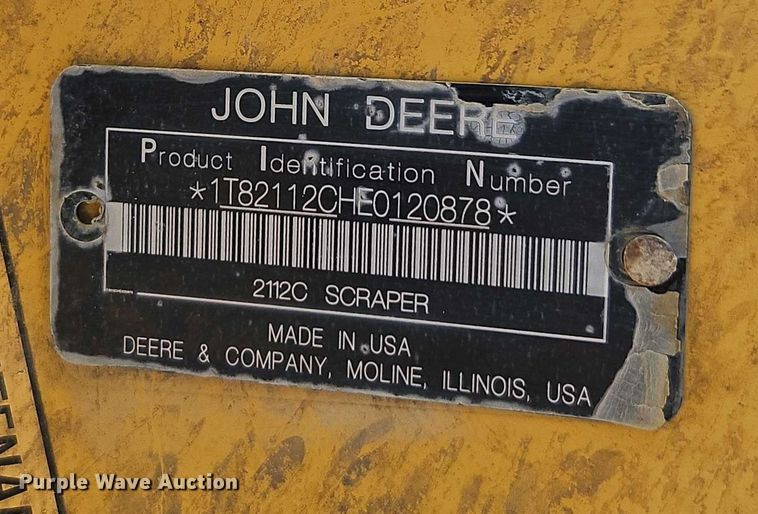 JOHN DEERE
Product Identification Number
*1T82112CHE0120878*
2112C SCRAPER
MADE IN USA
DEERE & COMPANY, MOLINE, ILLINOIS, USA
Purple Wave Auction